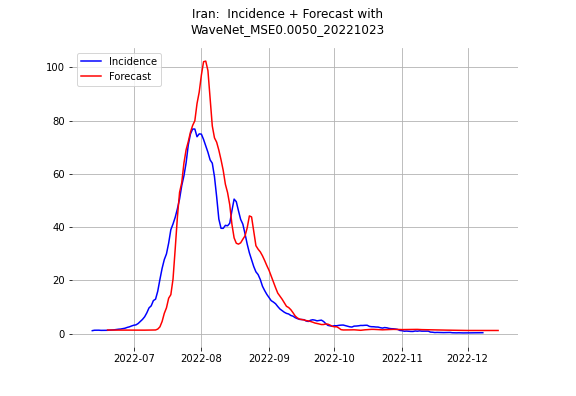 Iran:  Incidence + Forecast with
WaveNet_MSE0.0050_20221023
Incidence
Forecast
100
80
60
40
20
0
2022-07 2022-08 2022-09 2022-10 2022-11 2022-12